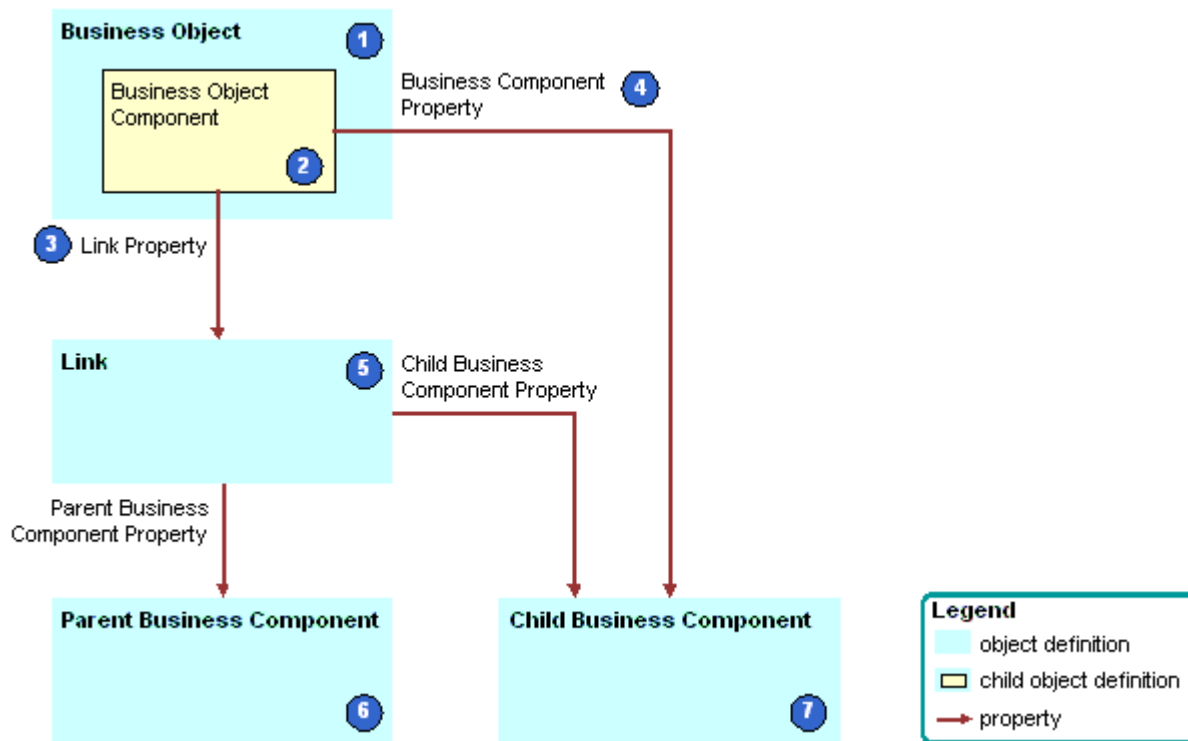 Business Object
1
Business Object
Component
2
Business Component
Property
4
3
Link Property
Link
5
Child Business
Component Property
Parent Business
Component Property
Parent Business Component
6
Child Business Component
7
Legend
object definition
child object definition
property